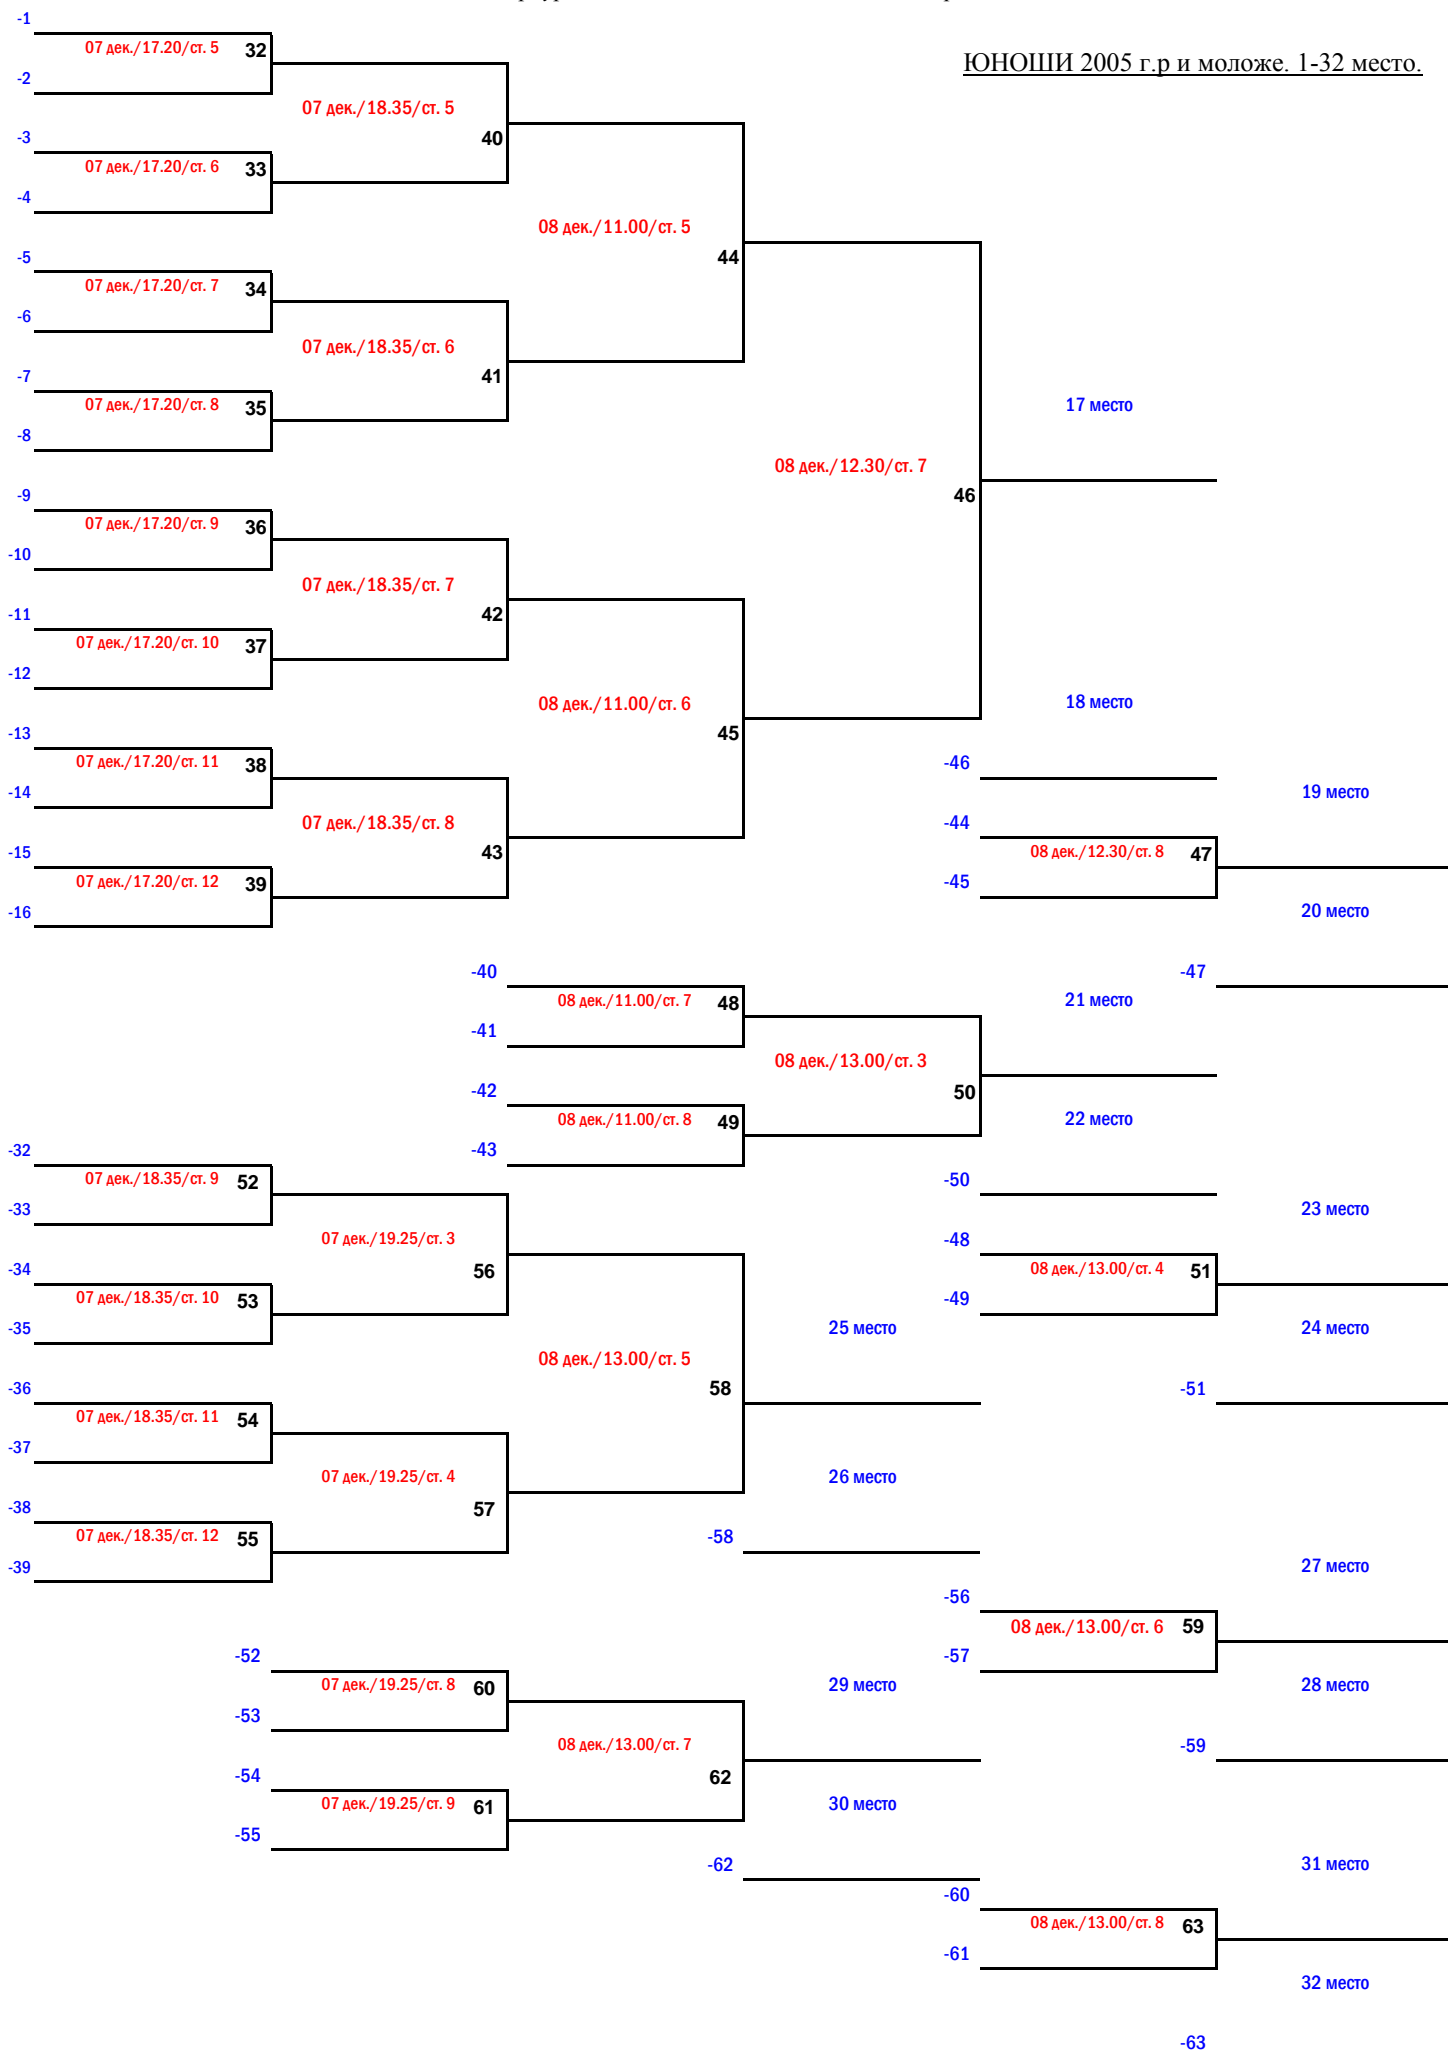 -1
07 дек./17.20/ст. 5 32
ЮНОШИ 2005 г.р и моложе. 1-32 место.
-2
07 дек./18.35/ст. 5
-3
40
07 дек./17.20/ст. 6 33
-4
08 дек./11.00/ст. 5
-5
44
07 дек./17.20/ст. 7 34
-6
07 дек./18.35/ст. 6
-7
41
07 дек./17.20/ст. 8 35
17 место
-8
08 дек./12.30/ст. 7
-9
46
07 дек./17.20/ст. 9 36
-10
07 дек./18.35/ст. 7
-11
42
07 дек./17.20/ст. 10 37
-12
08 дек./11.00/ст. 6
18 место
-13
45
07 дек./17.20/ст. 11 38
-46
-14
19 место
07 дек./18.35/ст. 8
-44
-15
43
08 дек./12.30/ст. 8 47
07 дек./17.20/ст. 12 39
-45
-16
20 место
-40
-47
08 дек./11.00/ст. 7 48
21 место
-41
08 дек./13.00/ст. 3
-42
50
08 дек./11.00/ст. 8 49
22 место
-32
-43
07 дек./18.35/ст. 9 52
-50
-33
23 место
07 дек./19.25/ст. 3
-48
-34
56
08 дек./13.00/ст. 4 51
07 дек./18.35/ст. 10 53
-49
-35
25 место
24 место
08 дек./13.00/ст. 5
-36
58
-51
07 дек./18.35/ст. 11 54
-37
07 дек./19.25/ст. 4
26 место
-38
57
07 дек./18.35/ст. 12 55
-58
-39
27 место
-56
08 дек./13.00/ст. 6 59
-52
-57
07 дек./19.25/ст. 8 60
29 место
28 место
-53
08 дек./13.00/ст. 7
-59
-54
62
07 дек./19.25/ст. 9 61
30 место
-55
-62
31 место
-60
08 дек./13.00/ст. 8 63
-61
32 место
-63